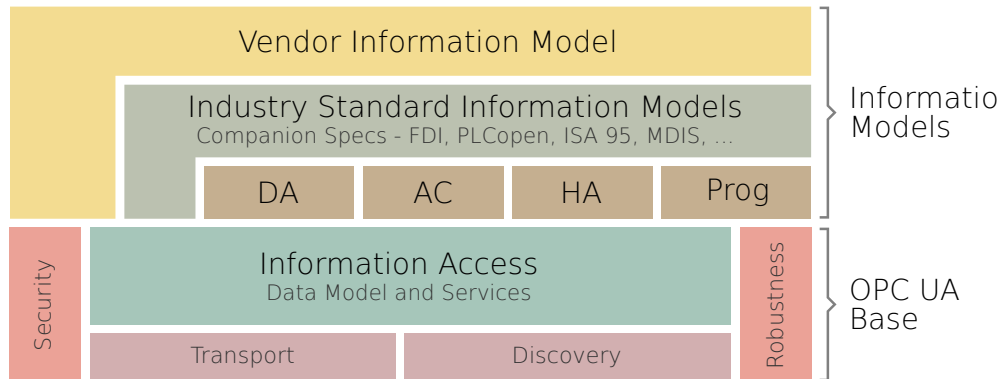 Vendor Information Model
Industry Standard Information Models
Companion Specs - FDI, PLCopen, ISA 95, MDIS, ...
DA
AC
HA
Prog
Informatio
Models
Security
Information Access
Data Model and Services
Robustness
Transport
Discovery
OPC UA
Base